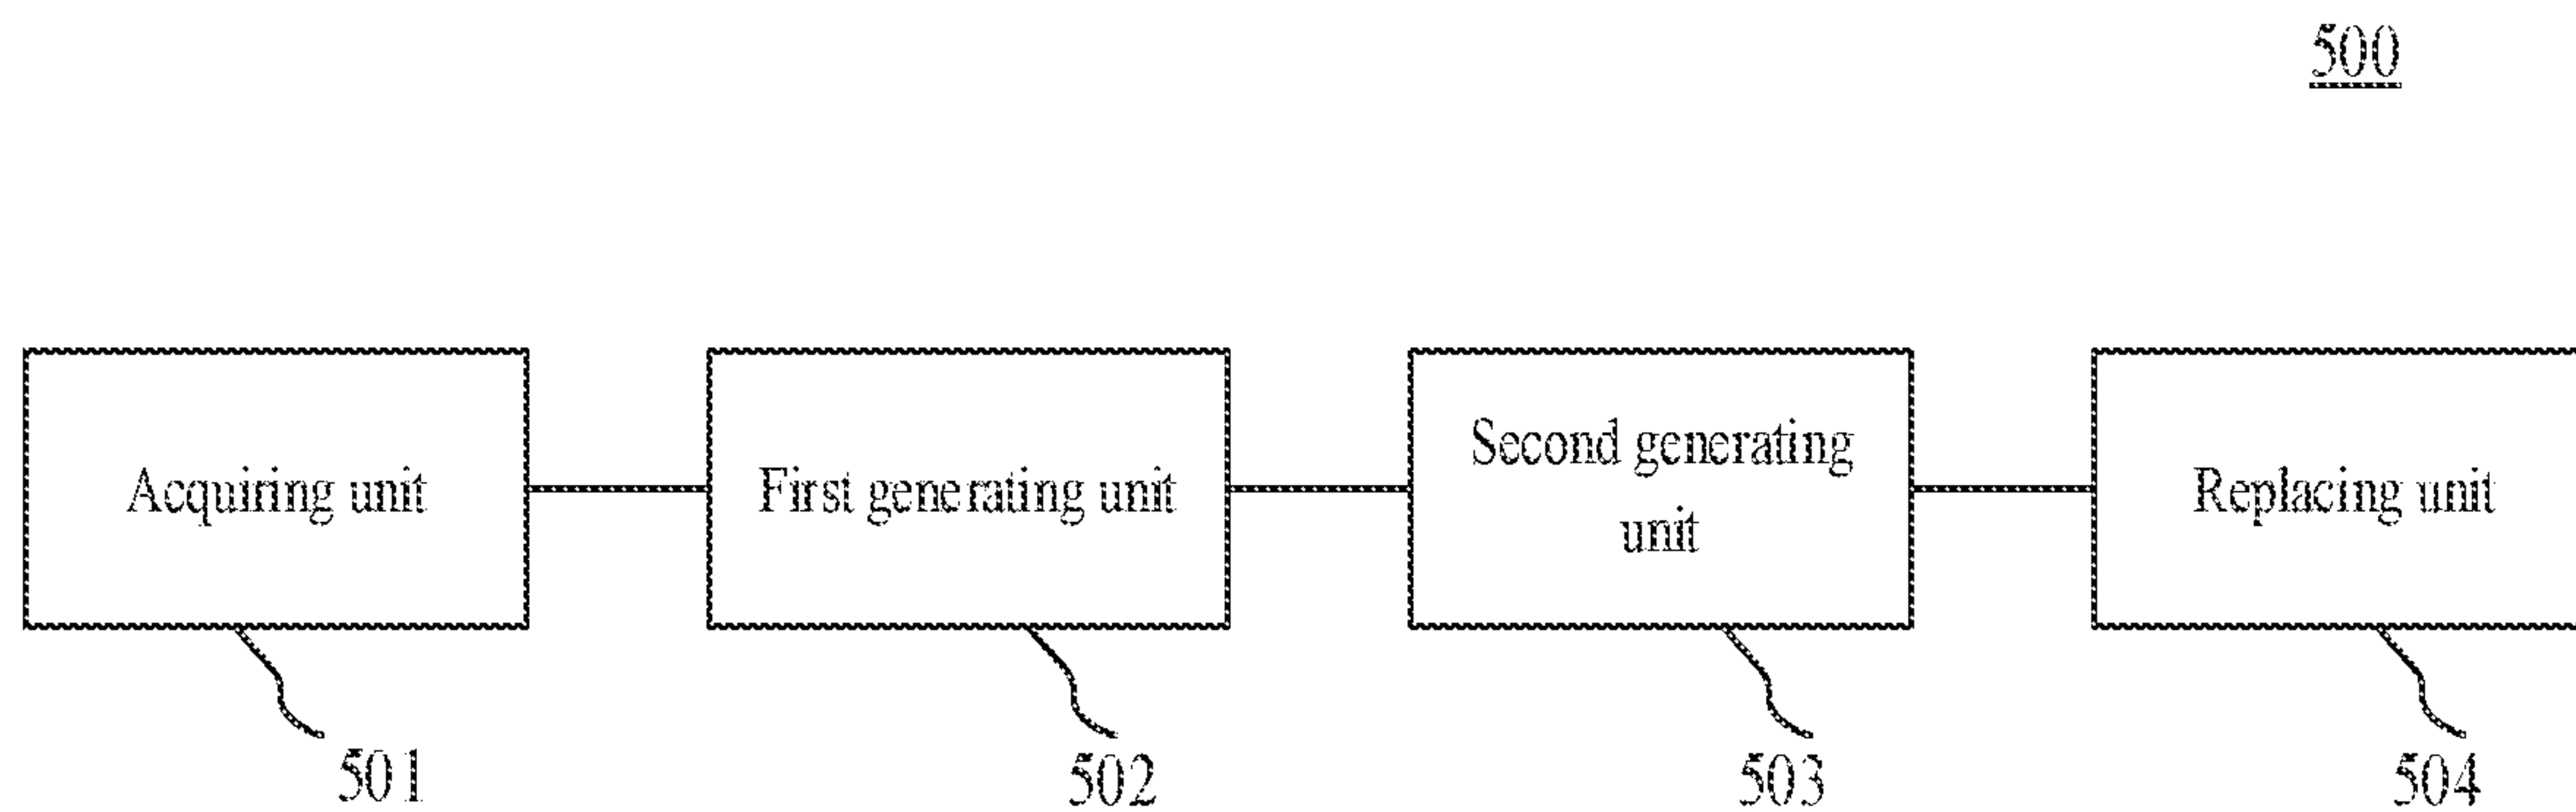 500
Acquiring unit
First generating unit
Second generating
unit
Replacing unit
501
502
503
504